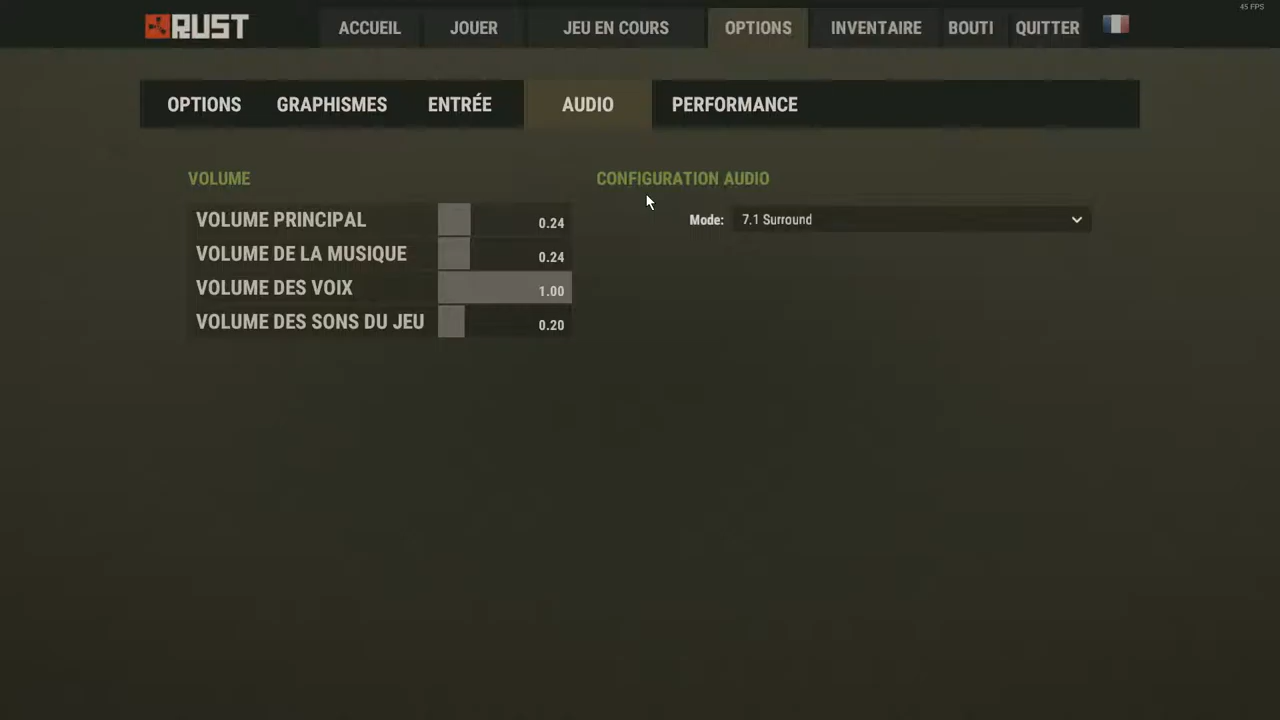 45 FPS
RUST
ACCUEIL JOUER JEU EN COURS OPTIONS INVENTAIRE BOUTI QUITTER
OPTIONS GRAPHISMES ENTRÉE AUDIO PERFORMANCE
VOLUME
VOLUME PRINCIPAL 0.24
VOLUME DE LA MUSIQUE 0.24
VOLUME DES VOIX 1.00
VOLUME DES SONS DU JEU 0.20
CONFIGURATION AUDIO
Mode: 7.1 Surround